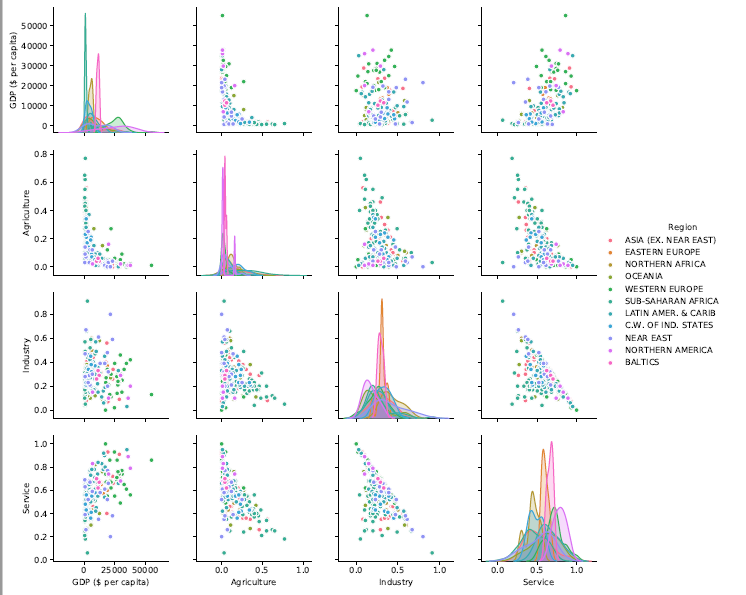 GDP ($ per capita)
50000
40000
30000
20000
10000
0
Agriculture
0.8
0.6
0.4
0.2
0.0
Industry
0.8
0.6
0.4
0.2
0.0
Service
1.0
0.8
0.6
0.4
0.2
0.0
0 25000 50000
GDP ($ per capita)
0.0 0.5 1.0
Agriculture
0.0 0.5 1.0
Industry
0.0 0.5 1.0
Service
Region
ASIA (EX. NEAR EAST)
EASTERN EUROPE
NORTHERN AFRICA
OCEANIA
WESTERN EUROPE
SUB-SAHARAN AFRICA
LATIN AMER. & CARIB
C.W. OF IND. STATES
NEAR EAST
NORTHERN AMERICA
BALTICS